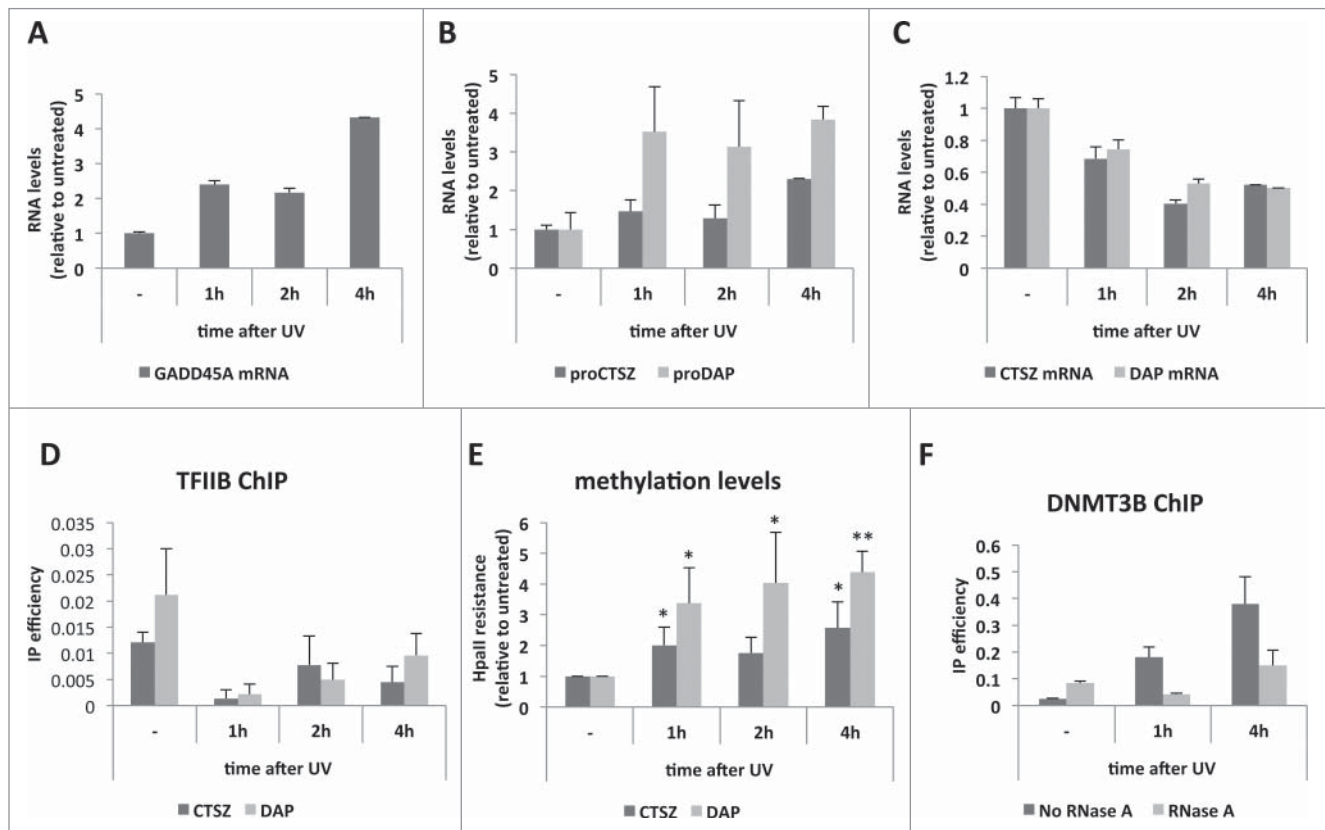 A
RNA levels
(relative to untreated)
5
4
3
2
1
0
- 1h 2h 4h
time after UV
GADD45A mRNA
B
RNA levels
(relative to untreated)
5
4
3
2
1
0
- 1h 2h 4h
time after UV
proCTSZ proDAP
C
RNA levels
(relative to untreated)
1.2
1
0.8
0.6
0.4
0.2
0
- 1h 2h 4h
time after UV
CTSZ mRNA DAP mRNA
D
TFIIB ChIP
IP efficiency
0.035
0.03
0.025
0.02
0.015
0.01
0.005
0
- 1h 2h 4h
time after UV
CTSZ DAP
E
methylation levels
HpaII resistance
(relative to untreated)
6
5
4
3
2
1
0
* * * * **
- 1h 2h 4h
time after UV
CTSZ DAP
F
DNMT3B ChIP
IP efficiency
0.6
0.5
0.4
0.3
0.2
0.1
0
- 1h 4h
time after UV
No RNase A RNase A